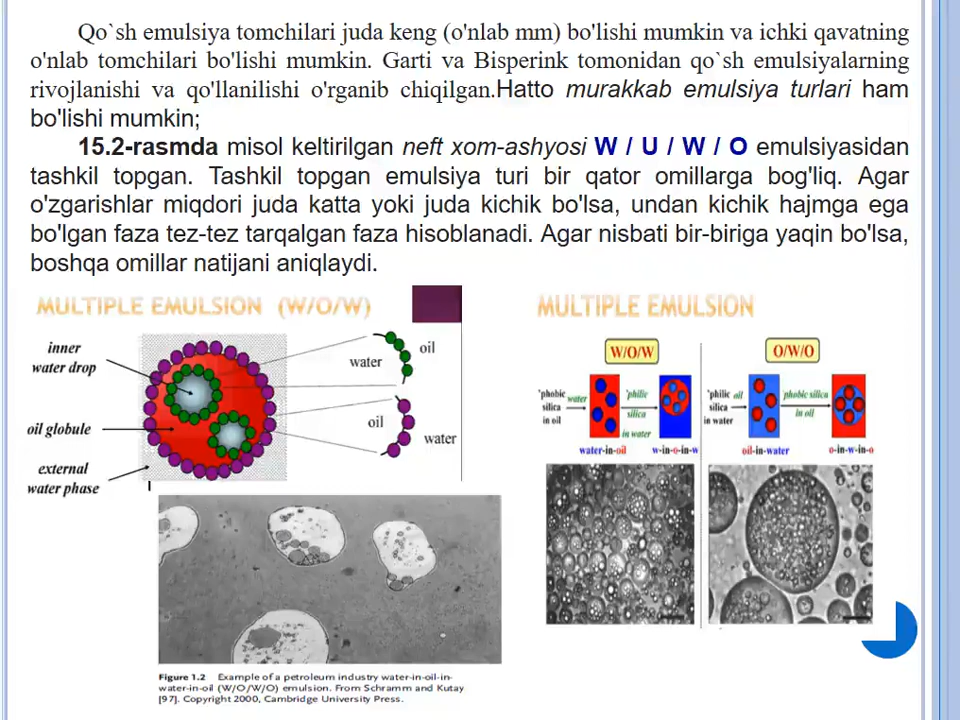 Qo`sh emulsiya tomchilari juda keng (o'nlab mm) bo'lishi mumkin va ichki qavatning
o'nlab tomchilari bo'lishi mumkin. Garti va Bisperink tomonidan qo`sh emulsiyalarning
rivojlanishi va qo'llanilishi o'rganib chiqilgan.Hatto murakkab emulsiya turlari ham
bo'lishi mumkin;
15.2-rasmda misol keltirilgan neft xom-ashyosi W / U / W / O emulsiyasidan
tashkil topgan. Tashkil topgan emulsiya turi bir qator omillarga bog'liq. Agar
o'zgarishlar miqdori juda katta yoki juda kichik bo'lsa, undan kichik hajmga ega
bo'lgan faza tez-tez tarqalgan faza hisoblanadi. Agar nisbati bir-biriga yaqin bo'lsa,
boshqa omillar natijani aniqlaydi.
MULTIPLE EMULSION (W/O/W)
inner
water drop
oil globule
external
water phase
water
oil
oil
water
MULTIPLE EMULSION
W/O/W
O/W/O
'phobic
silica
in oil
water
'philic
silica
in water
water-in-oil
w-in-o-in-w
'philic
silica
in water
oil
phobic silica
in oil
oil-in-water
o-in-w-in-o
Figure 1.2 Example of a petroleum industry water-in-oil-in-
water-in-oil (W/O/W/O) emulsion. From Schramm and Kutay
[97]. Copyright 2000, Cambridge University Press.